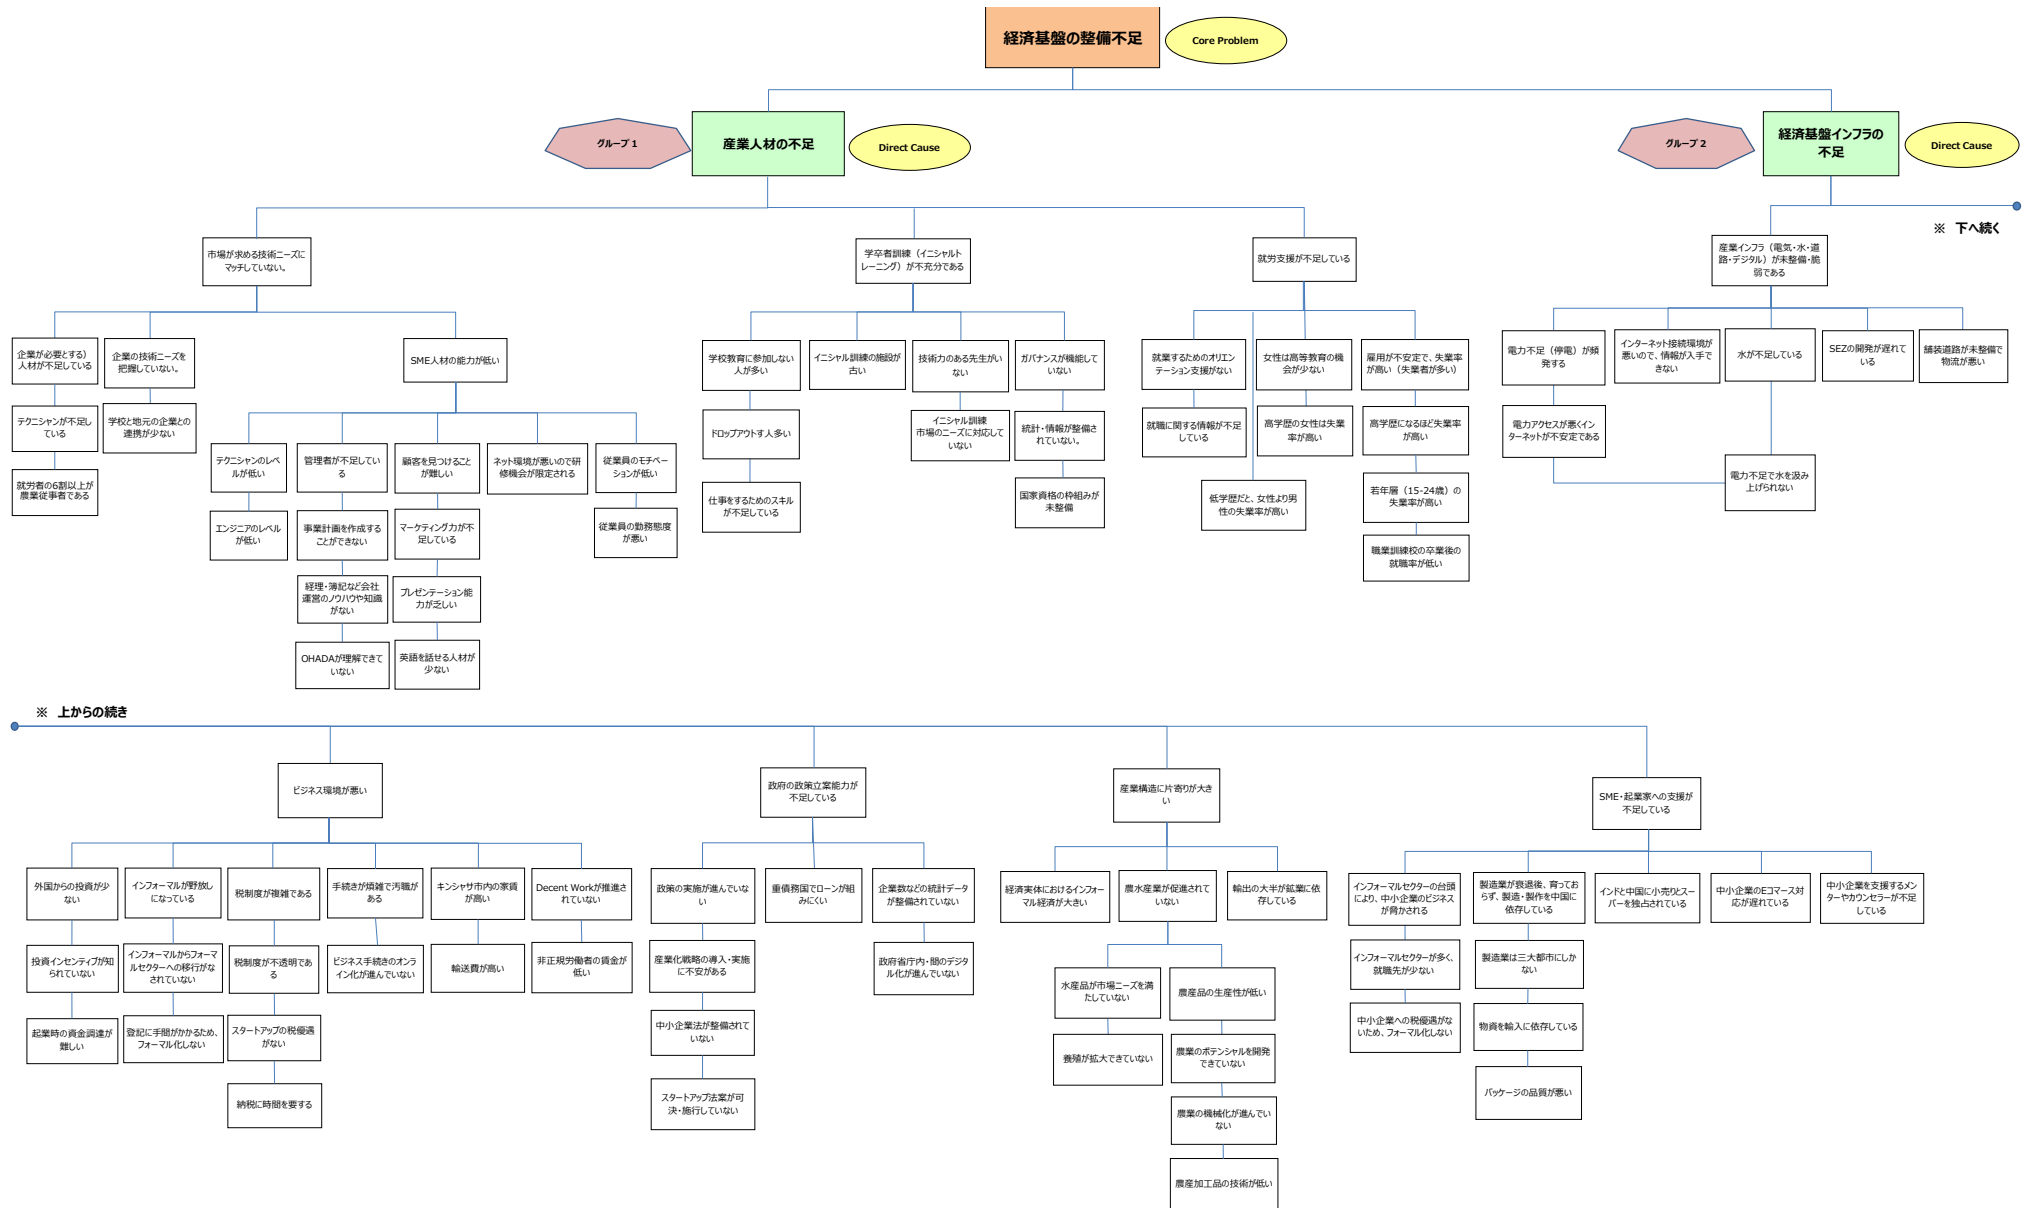 経済基盤の整備不足
Core Problem
グループ 1
産業人材の不足
Direct Cause
グループ 2
経済基盤インフラの
不足
Direct Cause
※ 下へ続く
市場が求める技術ニーズに
マッチしていない。
学卒者訓練（イニシャルト
レーニング）が不充分である
就労支援が不足している
産業インフラ（電気・水・道
路・デジタル）が未整備・脆
弱である
企業が必要とする）
人材が不足している
企業の技術ニーズを
把握していない。
SME人材の能力が低い
学校教育に参加しない
人が多い
イニシャル訓練の施設が
古い
技術力のある先生がい
ない
ガバナンスが機能して
いない
就業するためのオリエン
テーション支援がない
女性は高等教育の機
会が少ない
雇用が不安定で、失業率
が高い（失業者が多い）
電力不足（停電）が頻
発する
インターネット接続環境が
悪いので、情報が入手で
きない
水が不足している
SEZの開発が遅れて
いる
舗装道路が未整備で
物流が悪い
テクニシャンが不足し
ている
学校と地元の企業との
連携が少ない
テクニシャンのレベ
ルが低い
管理者が不足してい
る
顧客を見つけること
が難しい
ネット環境が悪いので研
修機会が限定される
従業員のモチベー
ションが低い
ドロップアウトす人多い
イニシャル訓練
市場のニーズに対応して
いない
統計・情報が整備さ
れていない。
就職に関する情報が不足
している
高学歴の女性は失業
率が高い
高学歴になるほど失業率
が高い
電力アクセスが悪くイン
ターネットが不安定である
就労者の6割以上が
農業従事者である
エンジニアのレベル
が低い
事業計画を作成する
ことができない
マーケティング力が不
足している
従業員の勤務態度
が悪い
仕事をするためのスキル
が不足している
国家資格の枠組みが
未整備
低学歴だと、女性より男
性の失業率が高い
若年層（15-24歳）の
失業率が高い
電力不足で水を汲み
上げられない
経理・簿記など会社
運営のノウハウや知識
がない
プレゼンテーション能
力が乏しい
職業訓練校の卒業後の
就職率が低い
OHADAが理解できて
いない
英語を話せる人材が
少ない
※ 上からの続き
ビジネス環境が悪い
政府の政策立案能力が
不足している
産業構造に片寄りが大き
い
SME・起業家への支援が
不足している
外国からの投資が少
ない
インフォーマルが野放し
になっている
税制度が複雑である
手続きが煩雑で汚職が
ある
キンシャサ市内の家賃
が高い
Decent Workが推進さ
れていない
政策の実施が進んでいな
い
重債務国でローンが組
みにくい
企業数などの統計データ
が整備されていない
経済実体におけるインフォー
マル経済が大きい
農水産業が促進されて
いない
輸出の大半が鉱業に依
存している
インフォーマルセクターの台頭
により、中小企業のビジネス
が脅かされる
製造業が衰退後、育ってお
らず、製造・製作を中国に
依存している
インドと中国に小売りとスー
パーを独占されている
中小企業のEコマース対
応が遅れている
中小企業を支援するメン
ターやカウンセラーが不足
している
投資インセンティブが知
られていない
インフォーマルからフォーマ
ルセクターへの移行がな
されていない
税制度が不透明であ
る
ビジネス手続きのオンラ
イン化が進んでいない
輸送費が高い
非正規労働者の賃金が
低い
産業化戦略の導入・実施
に不安がある
政府省庁内・間のデジタ
ル化が進んでいない
水産品が市場ニーズを満
たしていない
農産品の生産性が低い
インフォーマルセクターが多く、
就職先が少ない
製造業は三大都市にしか
ない
起業時の資金調達が
難しい
登記に手間がかかるため、
フォーマル化しない
スタートアップの税優遇
がない
中小企業法が整備されて
いない
養殖が拡大できていない
農業のポテンシャルを開発
できていない
中小企業への税優遇がな
いため、フォーマル化しない
物資を輸入に依存している
納税に時間を要する
スタートアップ法案が可
決・施行していない
農業の機械化が進んでい
ない
パッケージの品質が悪い
農産加工品の技術が低い